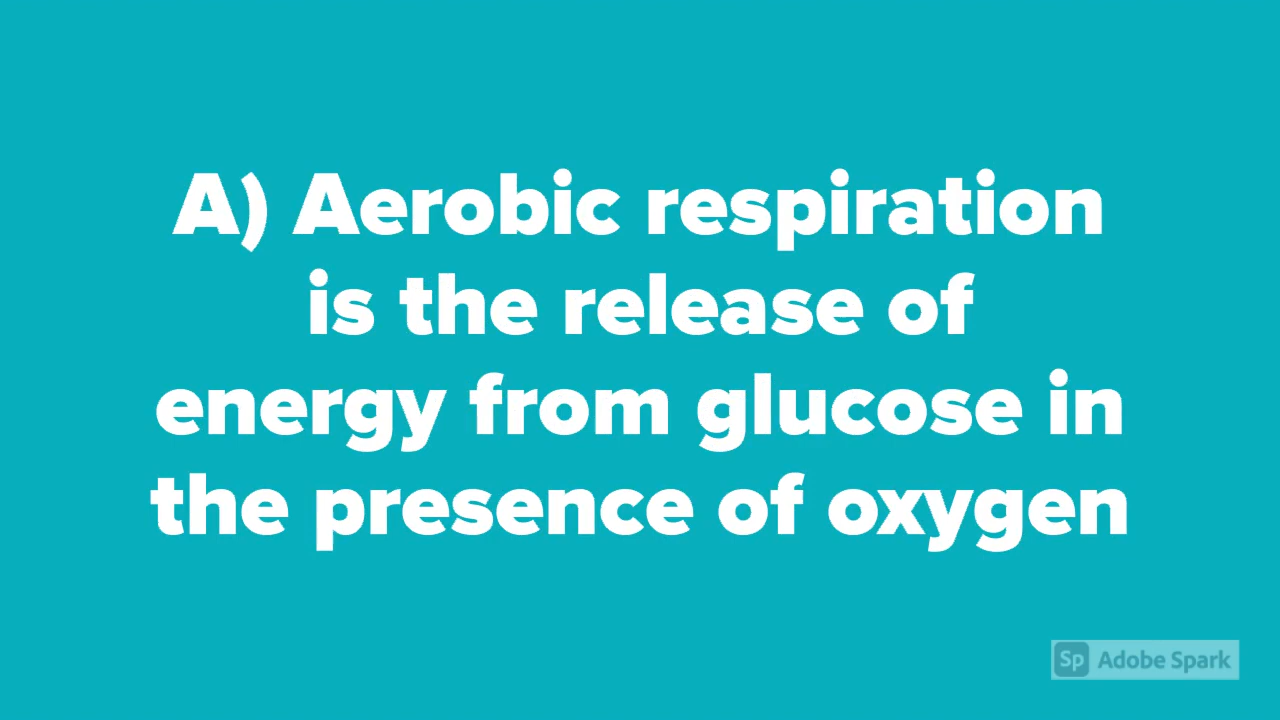 A) Aerobic respiration
is the release of
energy from glucose in
the presence of oxygen
Sp Adobe Spark